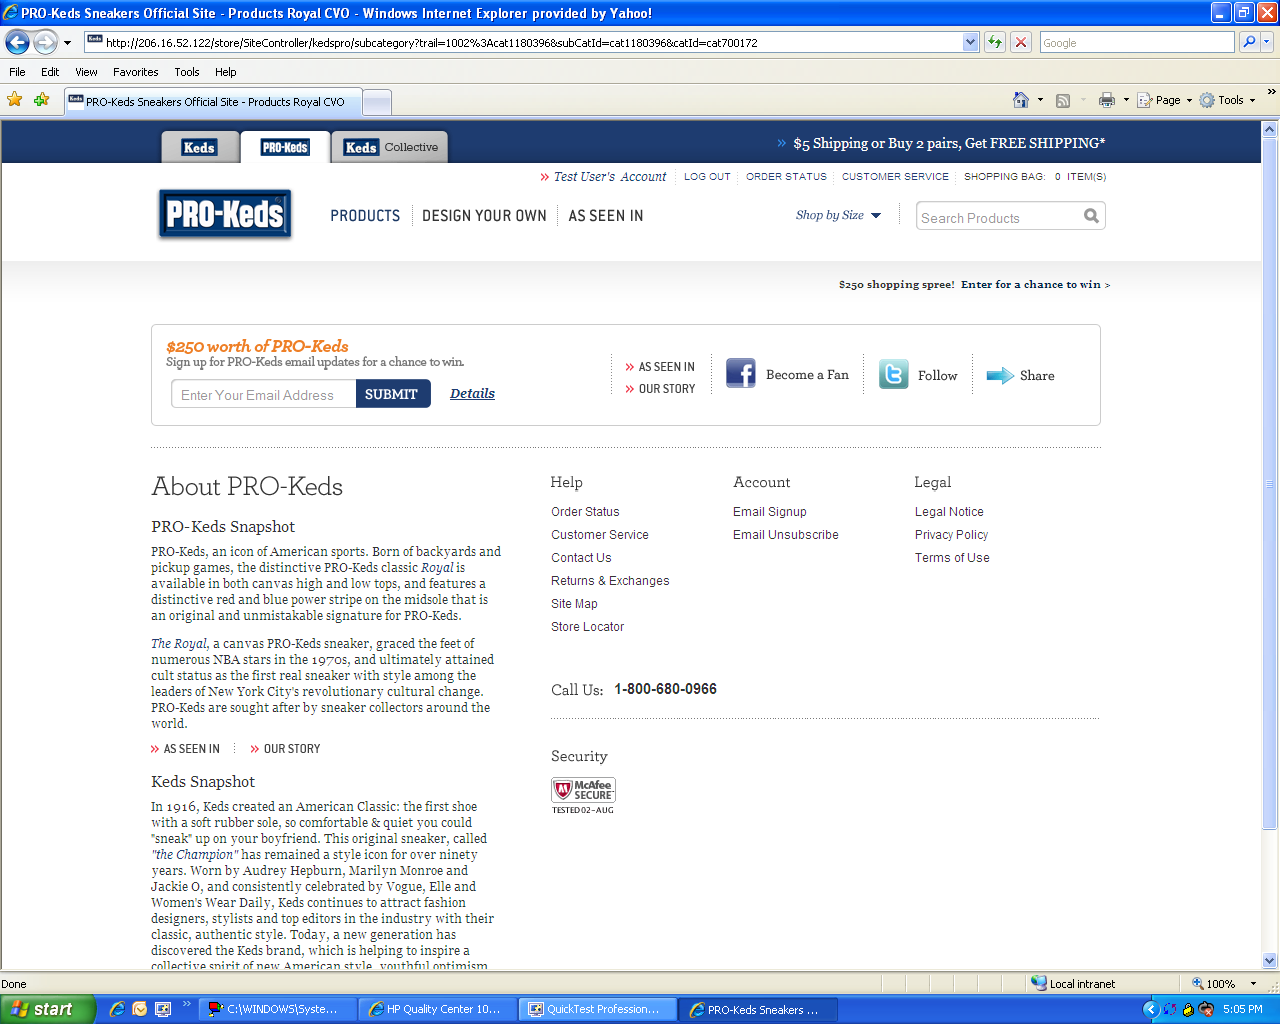 PRO-Keds Sneakers Official Site - Products Royal CVO - Windows Internet Explorer provided by Yahoo!
http://206.16.52.122/store/SiteController/kedspro/subcategory?trail=1002%3Acat1180396&subCatId=cat1180396&catId=cat700172
Google
File Edit View Favorites Tools Help
Keds PRO-Keds Sneakers Official Site - Products Royal CVO
Page Tools
Keds PRO-Keds Keds Collective
» $5 Shipping or Buy 2 pairs, Get FREE SHIPPING*
» Test User's Account LOG OUT ORDER STATUS CUSTOMER SERVICE SHOPPING BAG: 0 ITEM(S)
PRO-Keds PRODUCTS DESIGN YOUR OWN AS SEEN IN Shop by Size Search Products
$250 shopping spree! Enter for a chance to win >
$250 worth of PRO-Keds
Sign up for PRO-Keds email updates for a chance to win.
Enter Your Email Address SUBMIT Details
» AS SEEN IN
» OUR STORY
Become a Fan
Follow
Share
About PRO-Keds
PRO-Keds Snapshot
PRO-Keds, an icon of American sports. Born of backyards and
pickup games, the distinctive PRO-Keds classic Royal is
available in both canvas high and low tops, and features a
distinctive red and blue power stripe on the midsole that is
an original and unmistakable signature for PRO-Keds.
The Royal, a canvas PRO-Keds sneaker, graced the feet of
numerous NBA stars in the 1970s, and ultimately attained
cult status as the first real sneaker with style among the
leaders of New York City's revolutionary cultural change.
PRO-Keds are sought after by sneaker collectors around the
world.
» AS SEEN IN » OUR STORY
Keds Snapshot
In 1916, Keds created an American Classic: the first shoe
with a soft rubber sole, so comfortable & quiet you could
"sneak" up on your boyfriend. This original sneaker, called
"the Champion" has remained a style icon for over ninety
years. Worn by Audrey Hepburn, Marilyn Monroe and
Jackie O, and consistently celebrated by Vogue, Elle and
Women's Wear Daily, Keds continues to attract fashion
designers, stylists and top editors in the industry with their
classic, authentic style. Today, a new generation has
discovered the Keds brand, which is helping to inspire a
collective spirit of new American style, youthful optimism
Help
Order Status
Customer Service
Contact Us
Returns & Exchanges
Site Map
Store Locator
Account
Email Signup
Email Unsubscribe
Legal
Legal Notice
Privacy Policy
Terms of Use
Call Us: 1-800-680-0966
Security
McAfee
SECURE
TESTED 02-AUG
Done Local intranet 100%
start C:\WINDOWS\Syste... HP Quality Center 10... QuickTest Profession... PRO-Keds Sneakers ... 5:05 PM